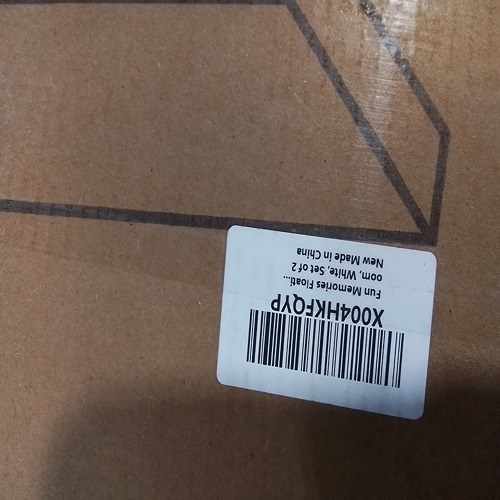 X004HKFQYP
Fun Memories Floati...
oom, White, Set of 2
New Made in China